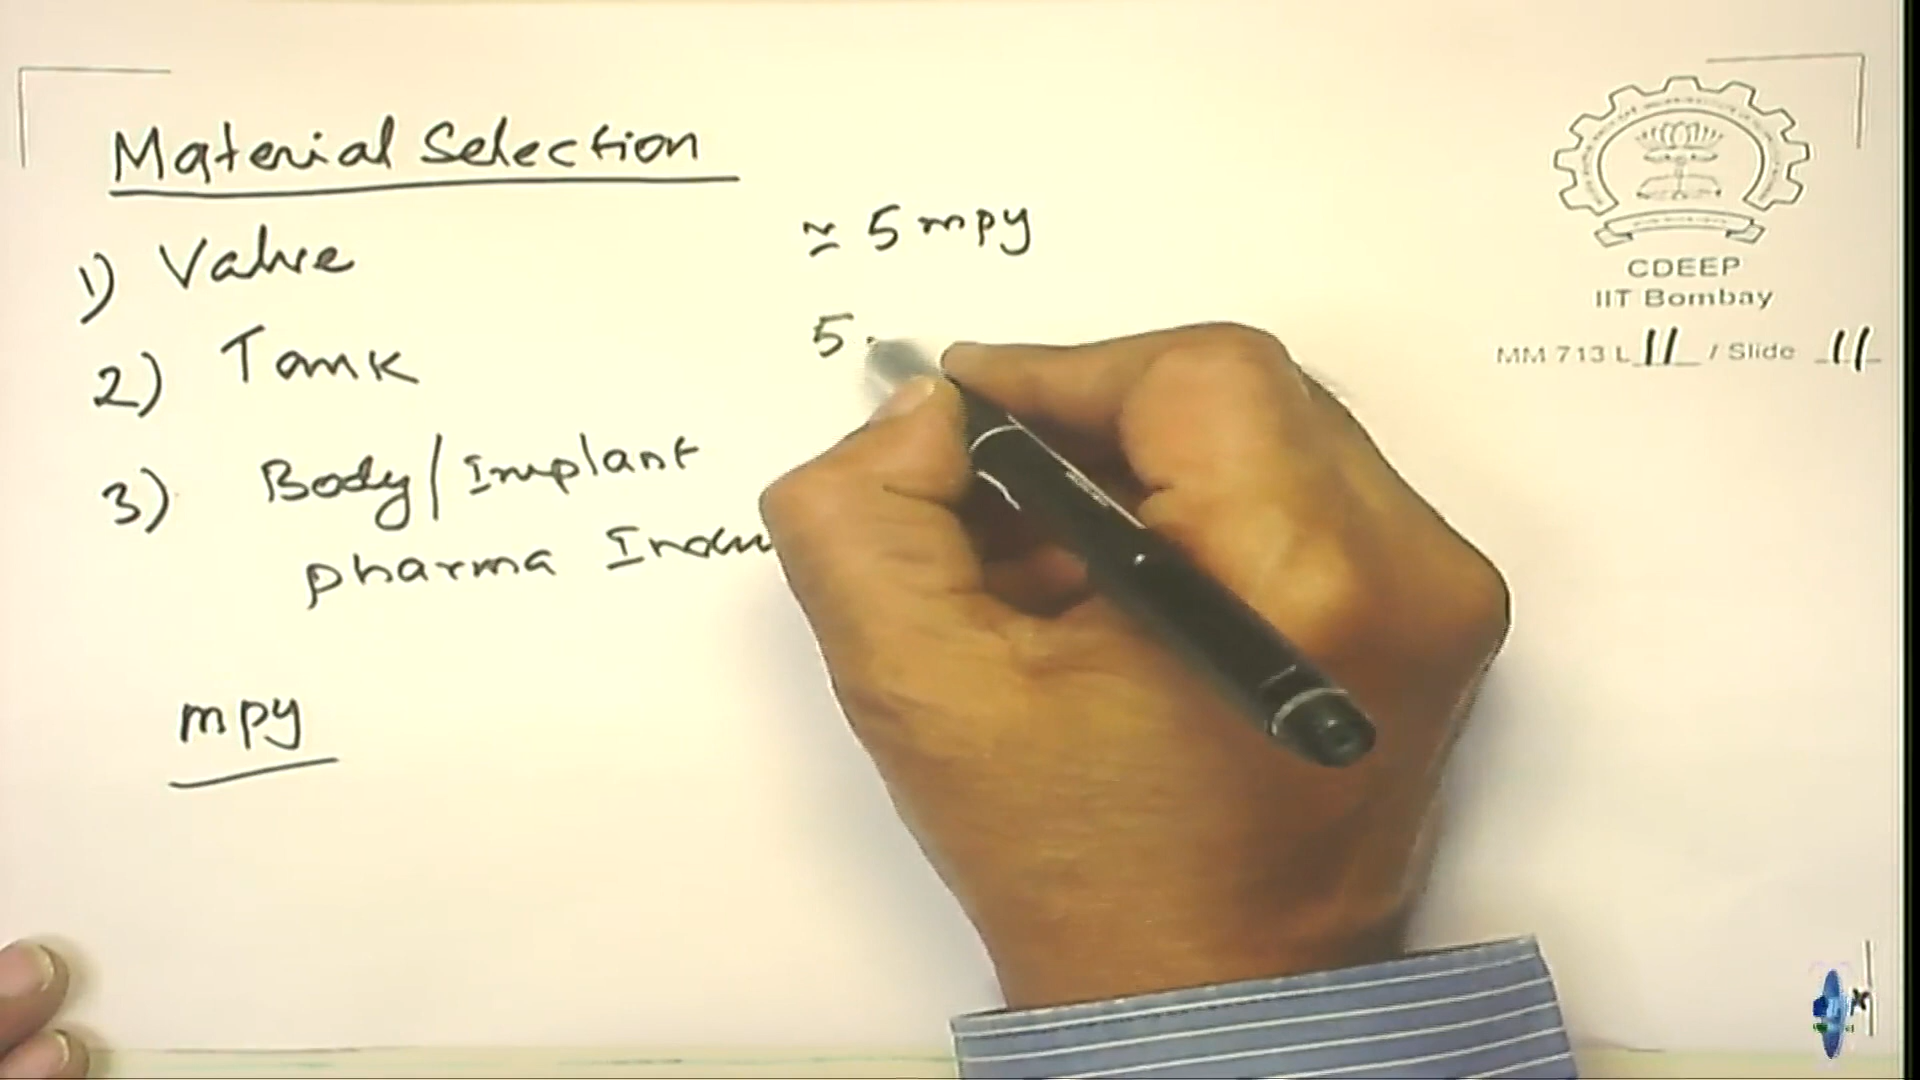 Material Selection
1) Valve ≃ 5 mpy
2) Tank 5
3) Body/Implant
pharma
mpy
CDEEP
IIT Bombay
MM 713 L 11 / Slide 11